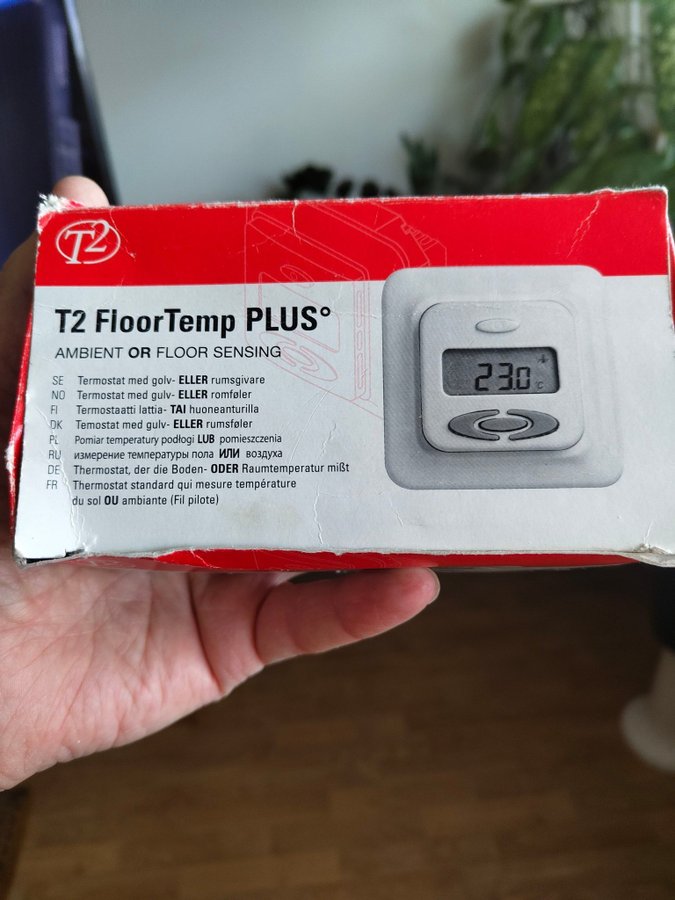 T2
T2 FloorTemp PLUS°
AMBIENT OR FLOOR SENSING
SE Termostat med golv- ELLER rumsgivare
NO Termostat med golv- ELLER romføler
FI Termostaatti lattia- TAI huoneanturilla
DK Temostat med gulv- ELLER rumsføler
PL Pomiar temperatury podłogi LUB pomieszczenia
RU измерение температуры пола ИЛИ воздуха
DE Thermostat, der die Boden- ODER Raumtemperatur mißt
FR Thermostat standard qui mesure température
du sol OU ambiante (Fil pilote)
23.0 °C